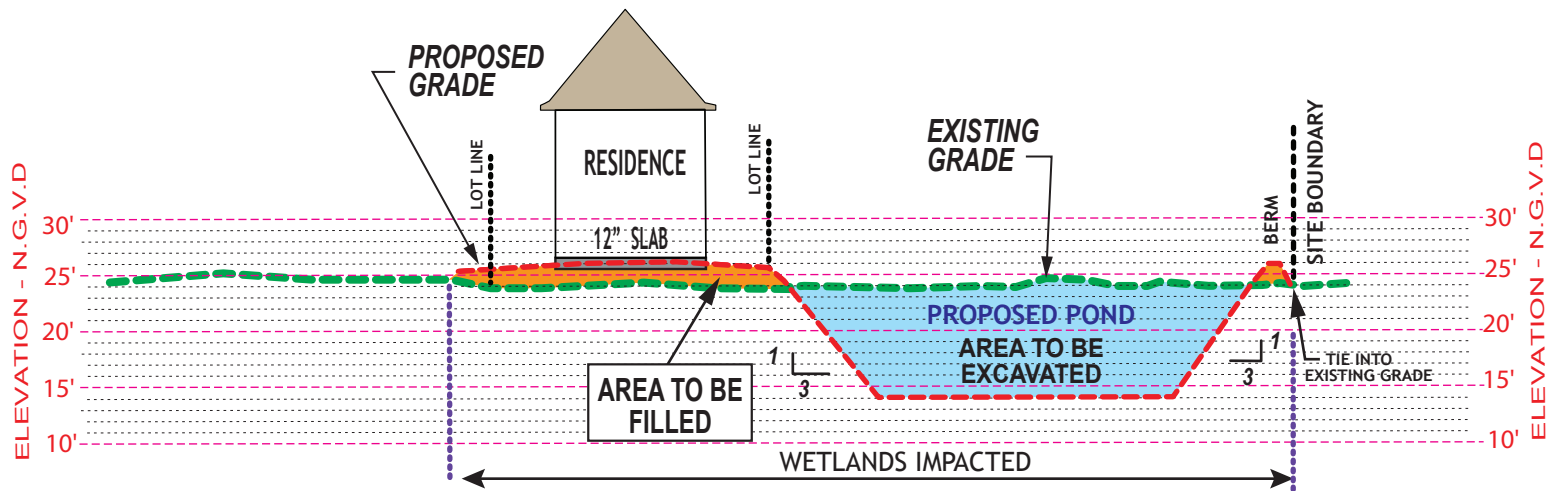 PROPOSED
GRADE
LOT LINE
RESIDENCE
12” SLAB
LOT LINE
EXISTING
GRADE
BERM
SITE BOUNDARY
ELEVATION - N.G.V.D
30'
25'
20'
15'
10'
30'
25'
20'
15'
10'
ELEVATION - N.G.V.D
PROPOSED POND
AREA TO BE
EXCAVATED
1
3
1
3
TIE INTO
EXISTING GRADE
AREA TO BE
FILLED
WETLANDS IMPACTED